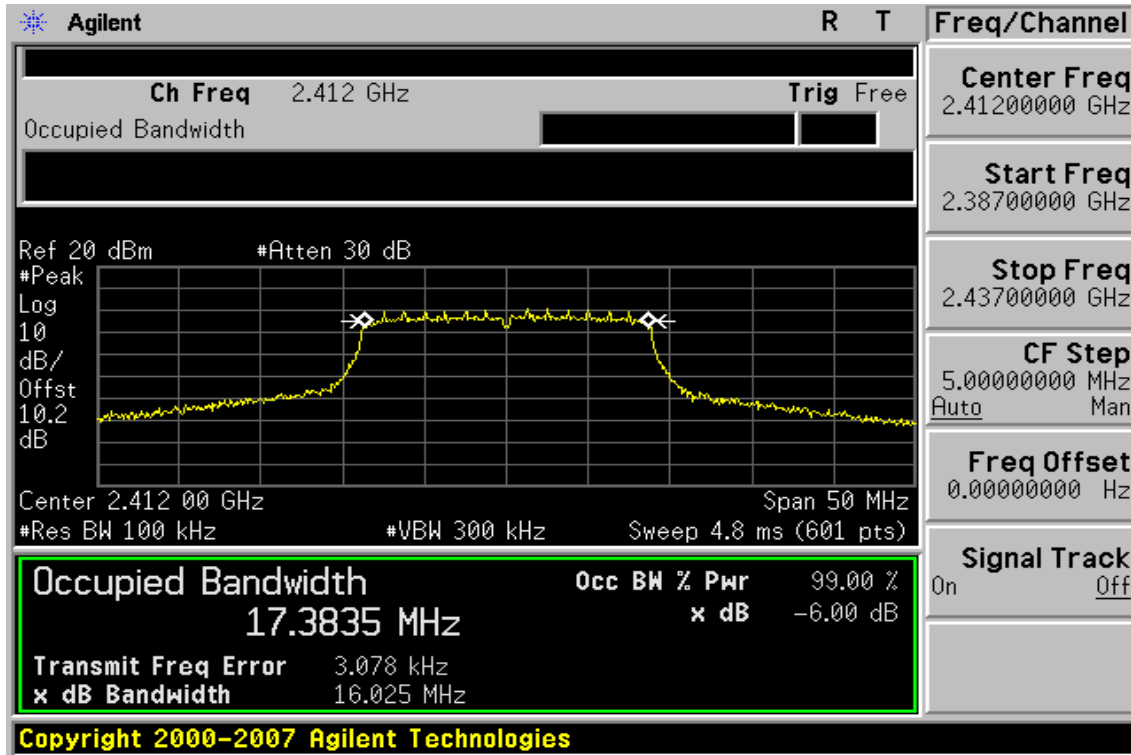 Agilent R T
Ch Freq 2.412 GHz Trig Free
Occupied Bandwidth
Ref 20 dBm #Atten 30 dB
#Peak
Log
10
dB/
Offst
10.2
dB
Center 2.412 00 GHz Span 50 MHz
#Res BW 100 kHz #VBW 300 kHz Sweep 4.8 ms (601 pts)
Occupied Bandwidth
17.3835 MHz
Occ BW % Pwr 99.00 %
x dB -6.00 dB
Transmit Freq Error 3.078 kHz
x dB Bandwidth 16.025 MHz
Copyright 2000-2007 Agilent Technologies
Freq/Channel
Center Freq
2.41200000 GHz
Start Freq
2.38700000 GHz
Stop Freq
2.43700000 GHz
CF Step
5.00000000 MHz
Auto Man
Freq Offset
0.00000000 Hz
Signal Track
On Off